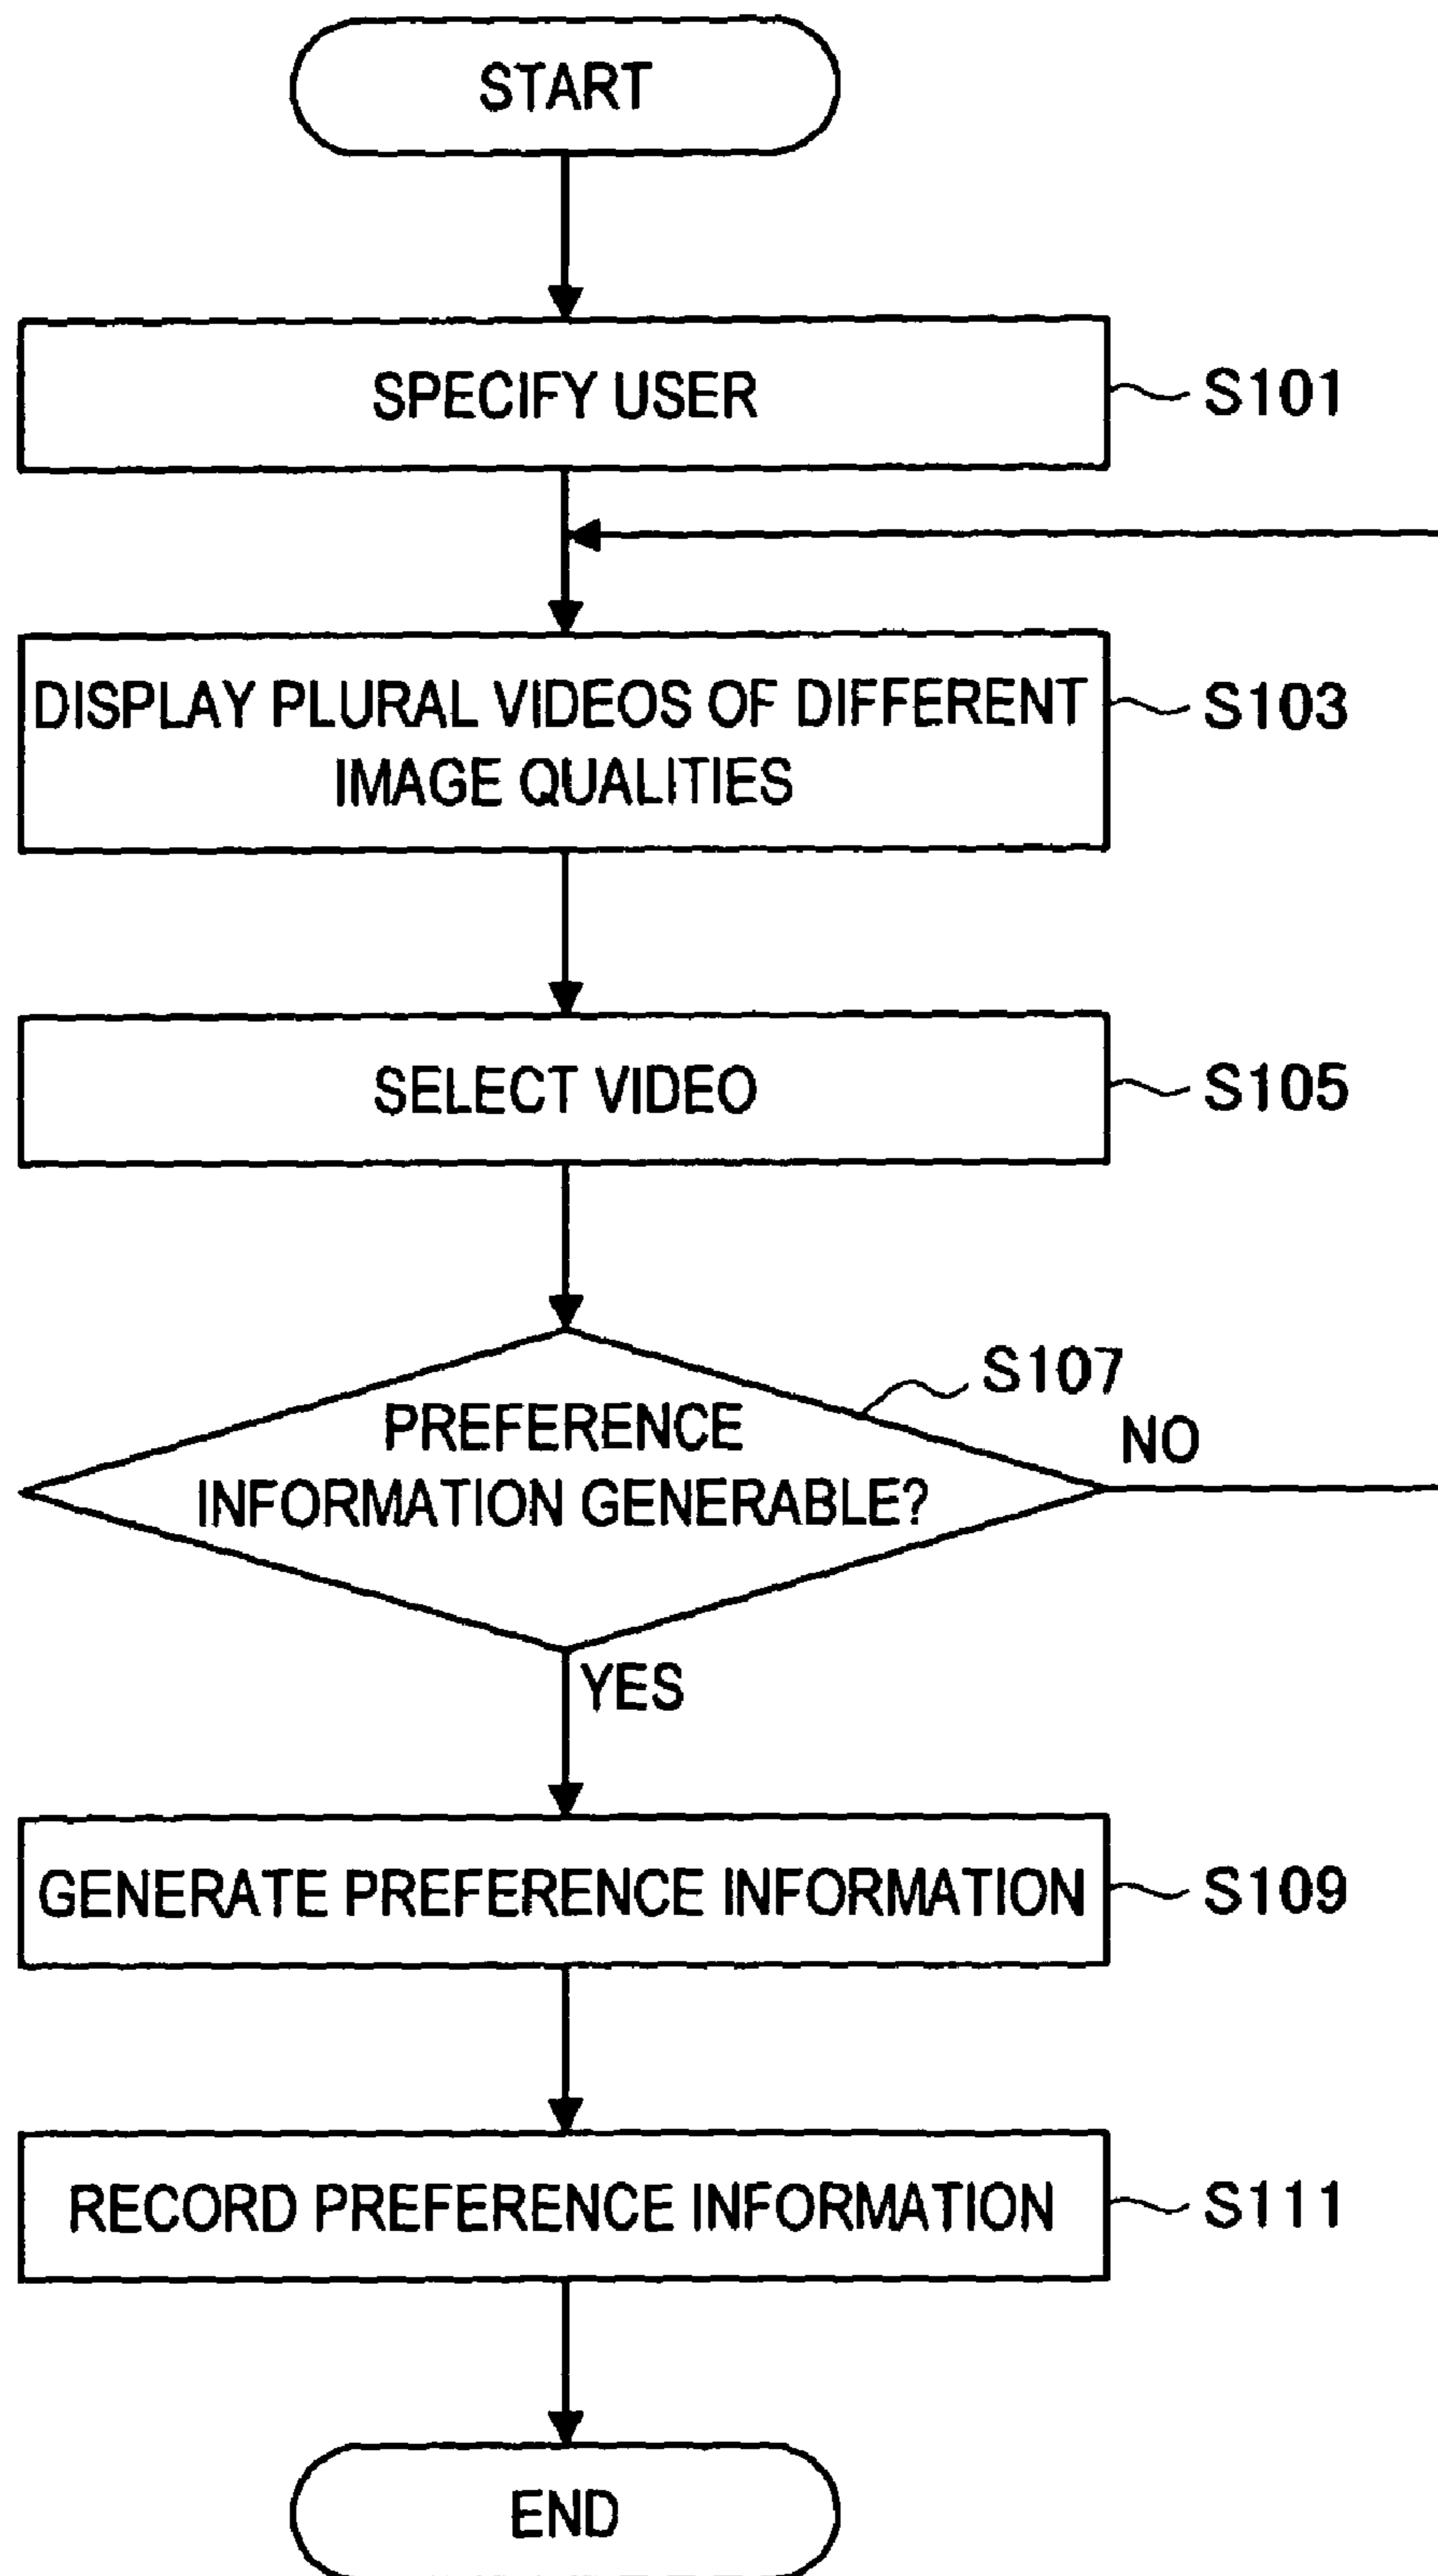 START
SPECIFY USER
S101
DISPLAY PLURAL VIDEOS OF DIFFERENT
IMAGE QUALITIES
S103
SELECT VIDEO
S105
S107
PREFERENCE
INFORMATION GENERABLE?
NO
YES
GENERATE PREFERENCE INFORMATION
S109
RECORD PREFERENCE INFORMATION
S111
END